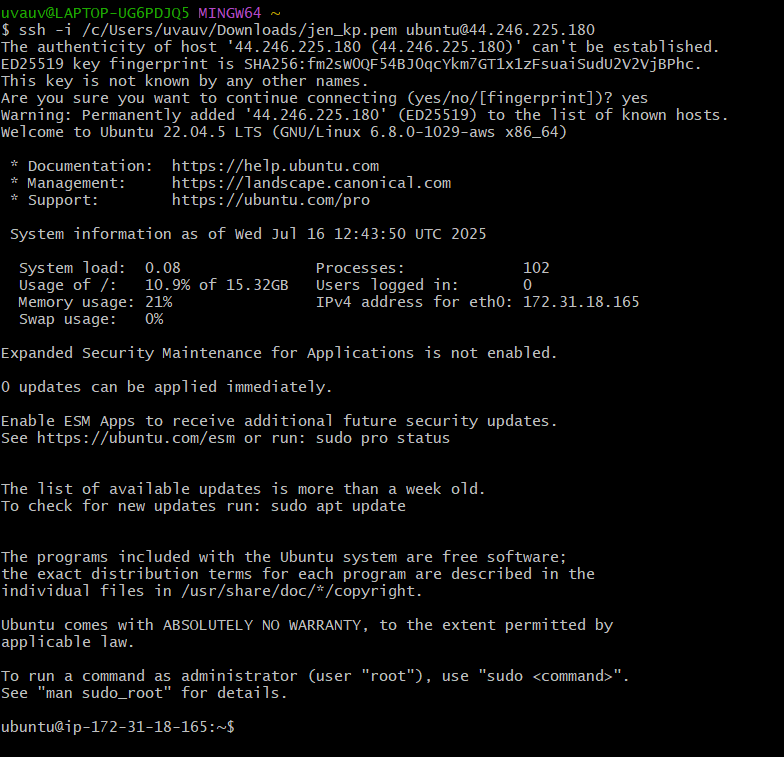 uvauv@LAPTOP-UG6PDJQ5 MINGW64 ~
$ ssh -i /c/Users/uvauv/Downloads/jen_kp.pem ubuntu@44.246.225.180
The authenticity of host '44.246.225.180 (44.246.225.180)' can't be established.
ED25519 key fingerprint is SHA256:fm2sWOQF54BJOqcYkm7GT1x1zFsuaiSudU2V2VjBPhc.
This key is not known by any other names.
Are you sure you want to continue connecting (yes/no/[fingerprint])? yes
Warning: Permanently added '44.246.225.180' (ED25519) to the list of known hosts.
Welcome to Ubuntu 22.04.5 LTS (GNU/Linux 6.8.0-1029-aws x86_64)
* Documentation:  https://help.ubuntu.com
* Management:     https://landscape.canonical.com
* Support:        https://ubuntu.com/pro
System information as of Wed Jul 16 12:43:50 UTC 2025
System load:  0.08               Processes:             102
Usage of /:   10.9% of 15.32GB   Users logged in:       0
Memory usage: 21%                IPv4 address for eth0: 172.31.18.165
Swap usage:   0%
Expanded Security Maintenance for Applications is not enabled.
0 updates can be applied immediately.
Enable ESM Apps to receive additional future security updates.
See https://ubuntu.com/esm or run: sudo pro status
The list of available updates is more than a week old.
To check for new updates run: sudo apt update
The programs included with the Ubuntu system are free software;
the exact distribution terms for each program are described in the
individual files in /usr/share/doc/*/copyright.
Ubuntu comes with ABSOLUTELY NO WARRANTY, to the extent permitted by
applicable law.
To run a command as administrator (user "root"), use "sudo <command>".
See "man sudo_root" for details.
ubuntu@ip-172-31-18-165:~$